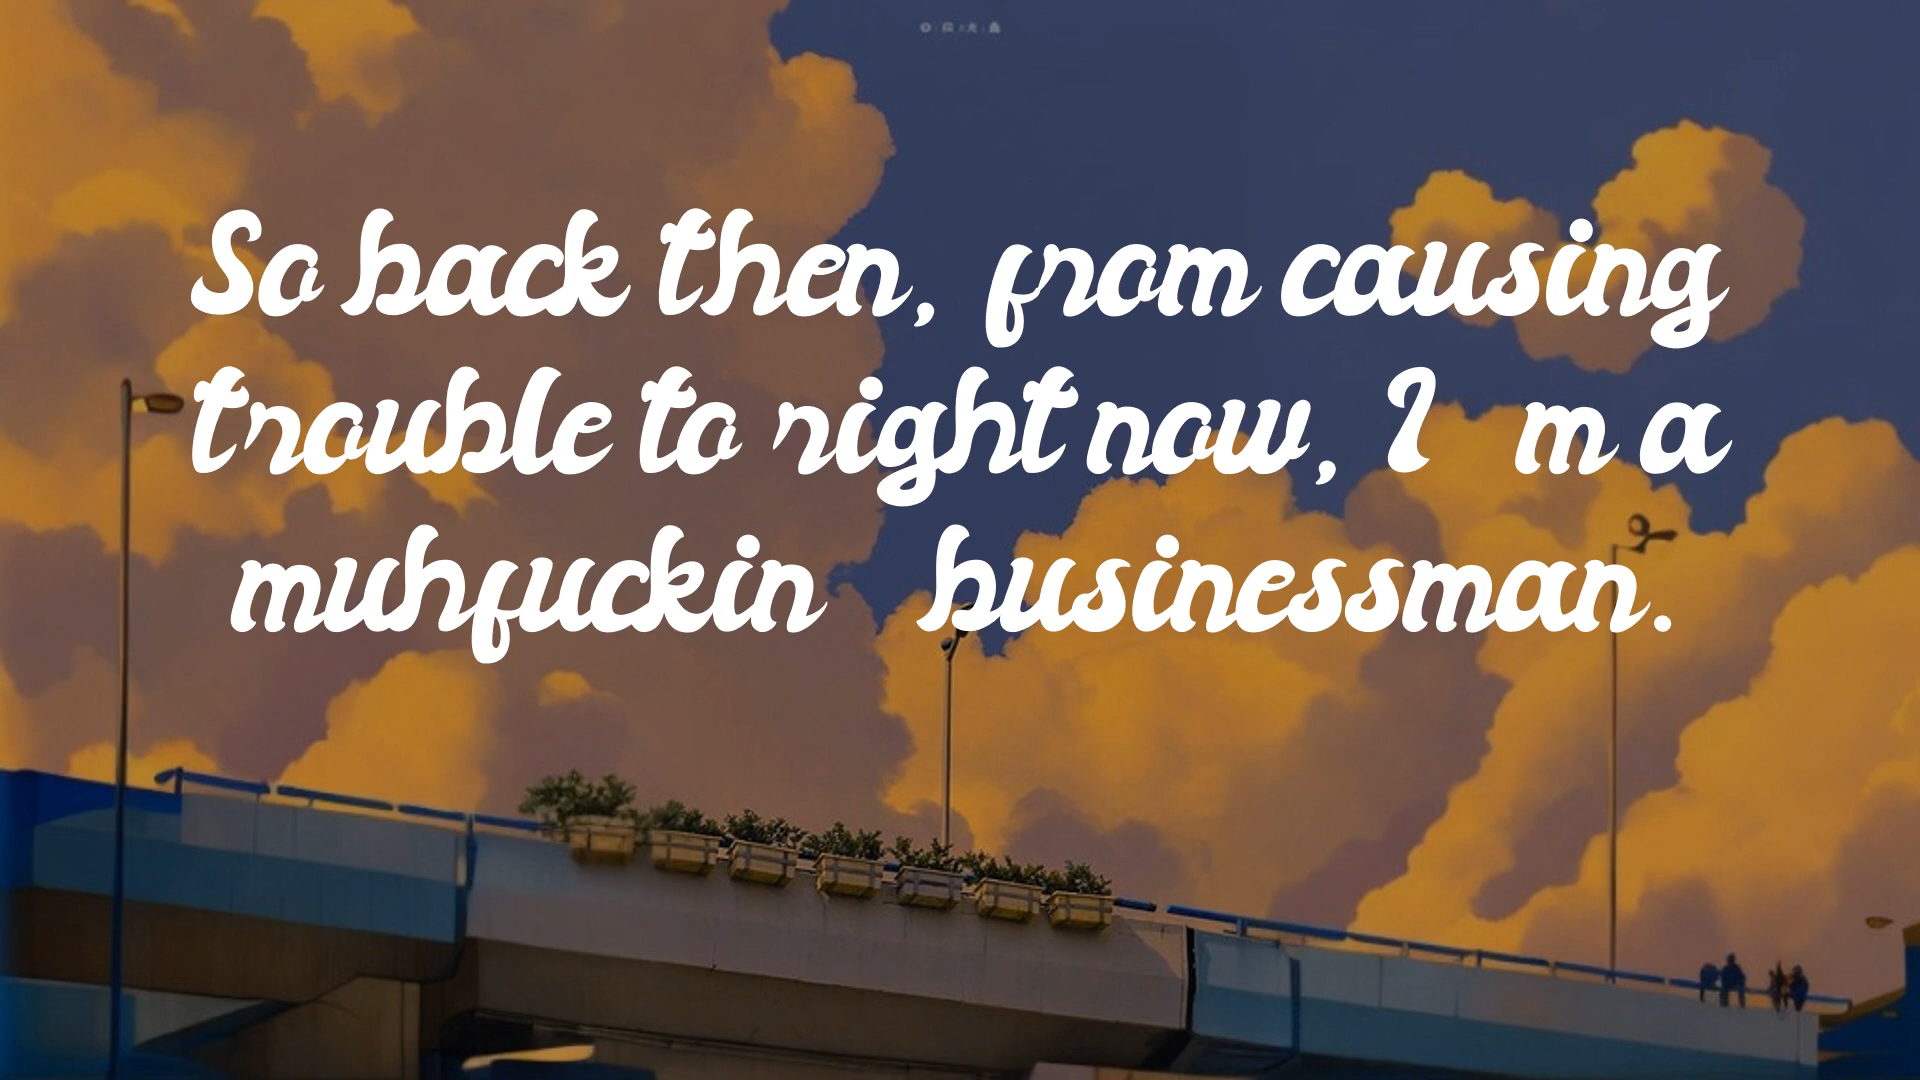 So back then, from causing
trouble to right now, I m a
muhfuckin businessman.